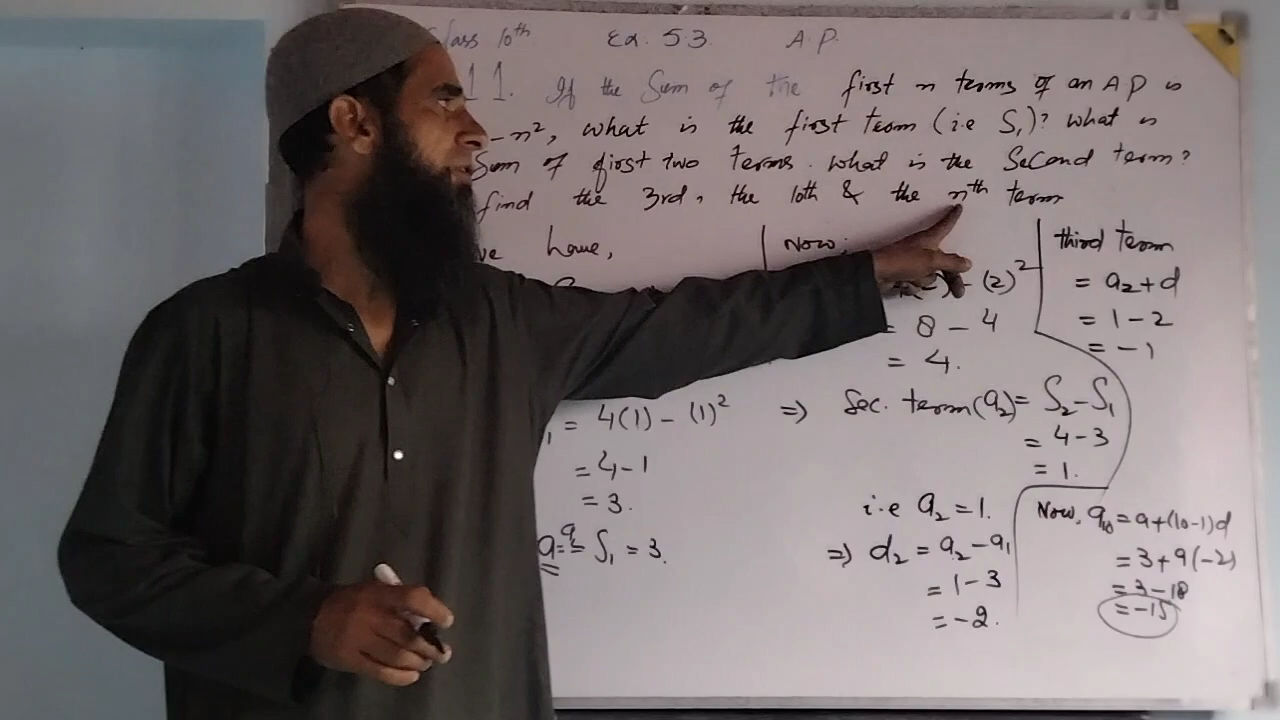 lass 10th Ex. 5.3. A.P.
11. If the Sum of the first n terms of an A P is
- n², what is the first term (i.e S₁)? what is
Sum of first two terms. What is the Second term?
find the 3rd, the 10th & the nth term
have,
= 4(1) - (1)²
= 4-1
= 3.
a = S₁ = 3.
Now;
- (2)²
= 8 - 4
= 4.
⇒ Sec. term (a₂) = S₂-S₁
= 4-3
= 1.
i.e a₂ = 1.
⇒ d₂ = a₂ - a₁
= 1-3
= -2.
third term
= a₂+d
= 1-2
= -1
Now, a₁₀ = a+(10-1)d
= 3+9(-2)
= 3-18
= -15